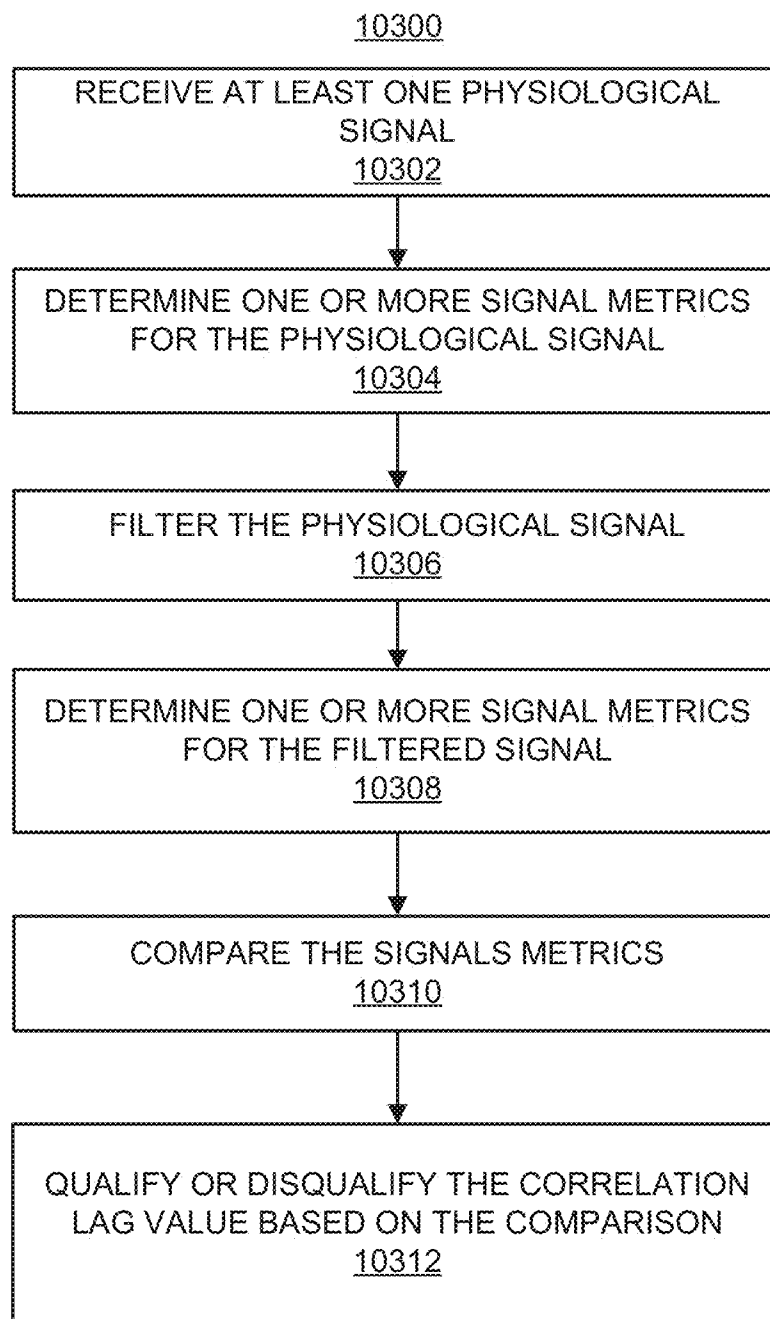 10300
RECEIVE AT LEAST ONE PHYSIOLOGICAL
SIGNAL
10302
DETERMINE ONE OR MORE SIGNAL METRICS
FOR THE PHYSIOLOGICAL SIGNAL
10304
FILTER THE PHYSIOLOGICAL SIGNAL
10306
DETERMINE ONE OR MORE SIGNAL METRICS
FOR THE FILTERED SIGNAL
10308
COMPARE THE SIGNALS METRICS
10310
QUALIFY OR DISQUALIFY THE CORRELATION
LAG VALUE BASED ON THE COMPARISON
10312